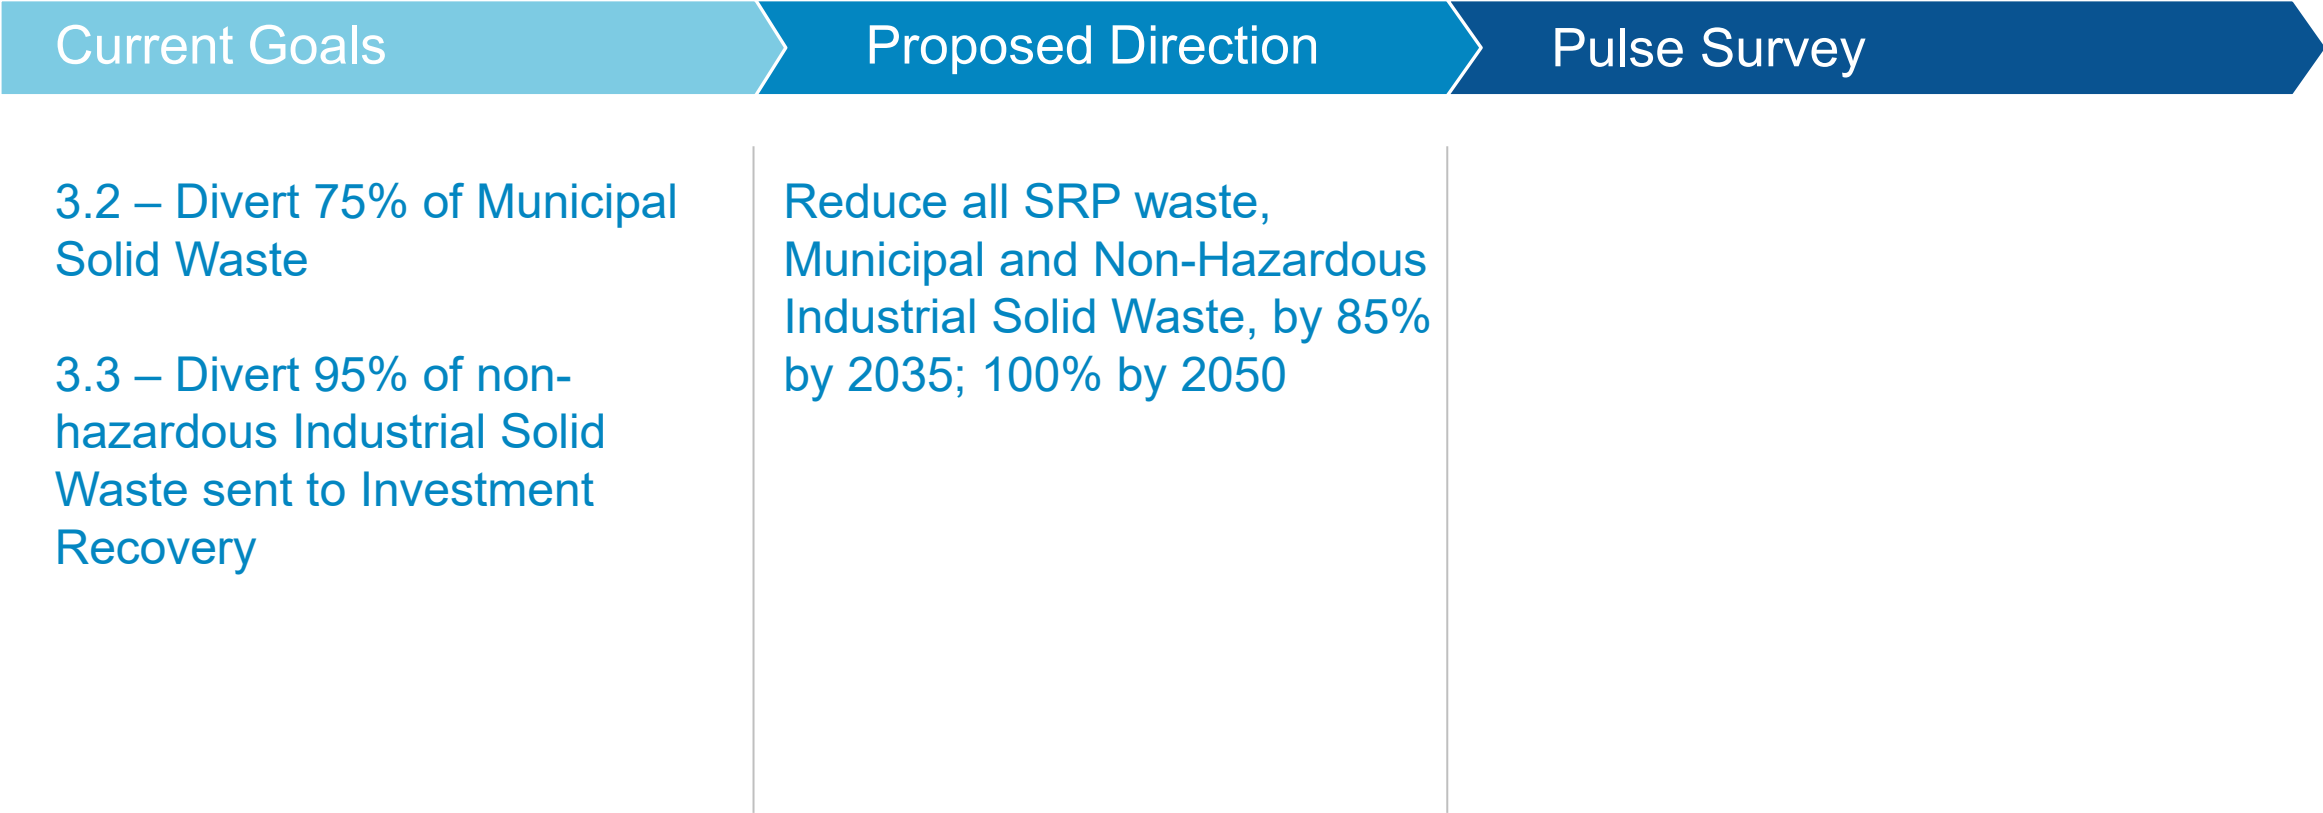 Current Goals
Proposed Direction
Pulse Survey
3.2 – Divert 75% of Municipal
Solid Waste
3.3 – Divert 95% of non-
hazardous Industrial Solid
Waste sent to Investment
Recovery
Reduce all SRP waste,
Municipal and Non-Hazardous
Industrial Solid Waste, by 85%
by 2035; 100% by 2050